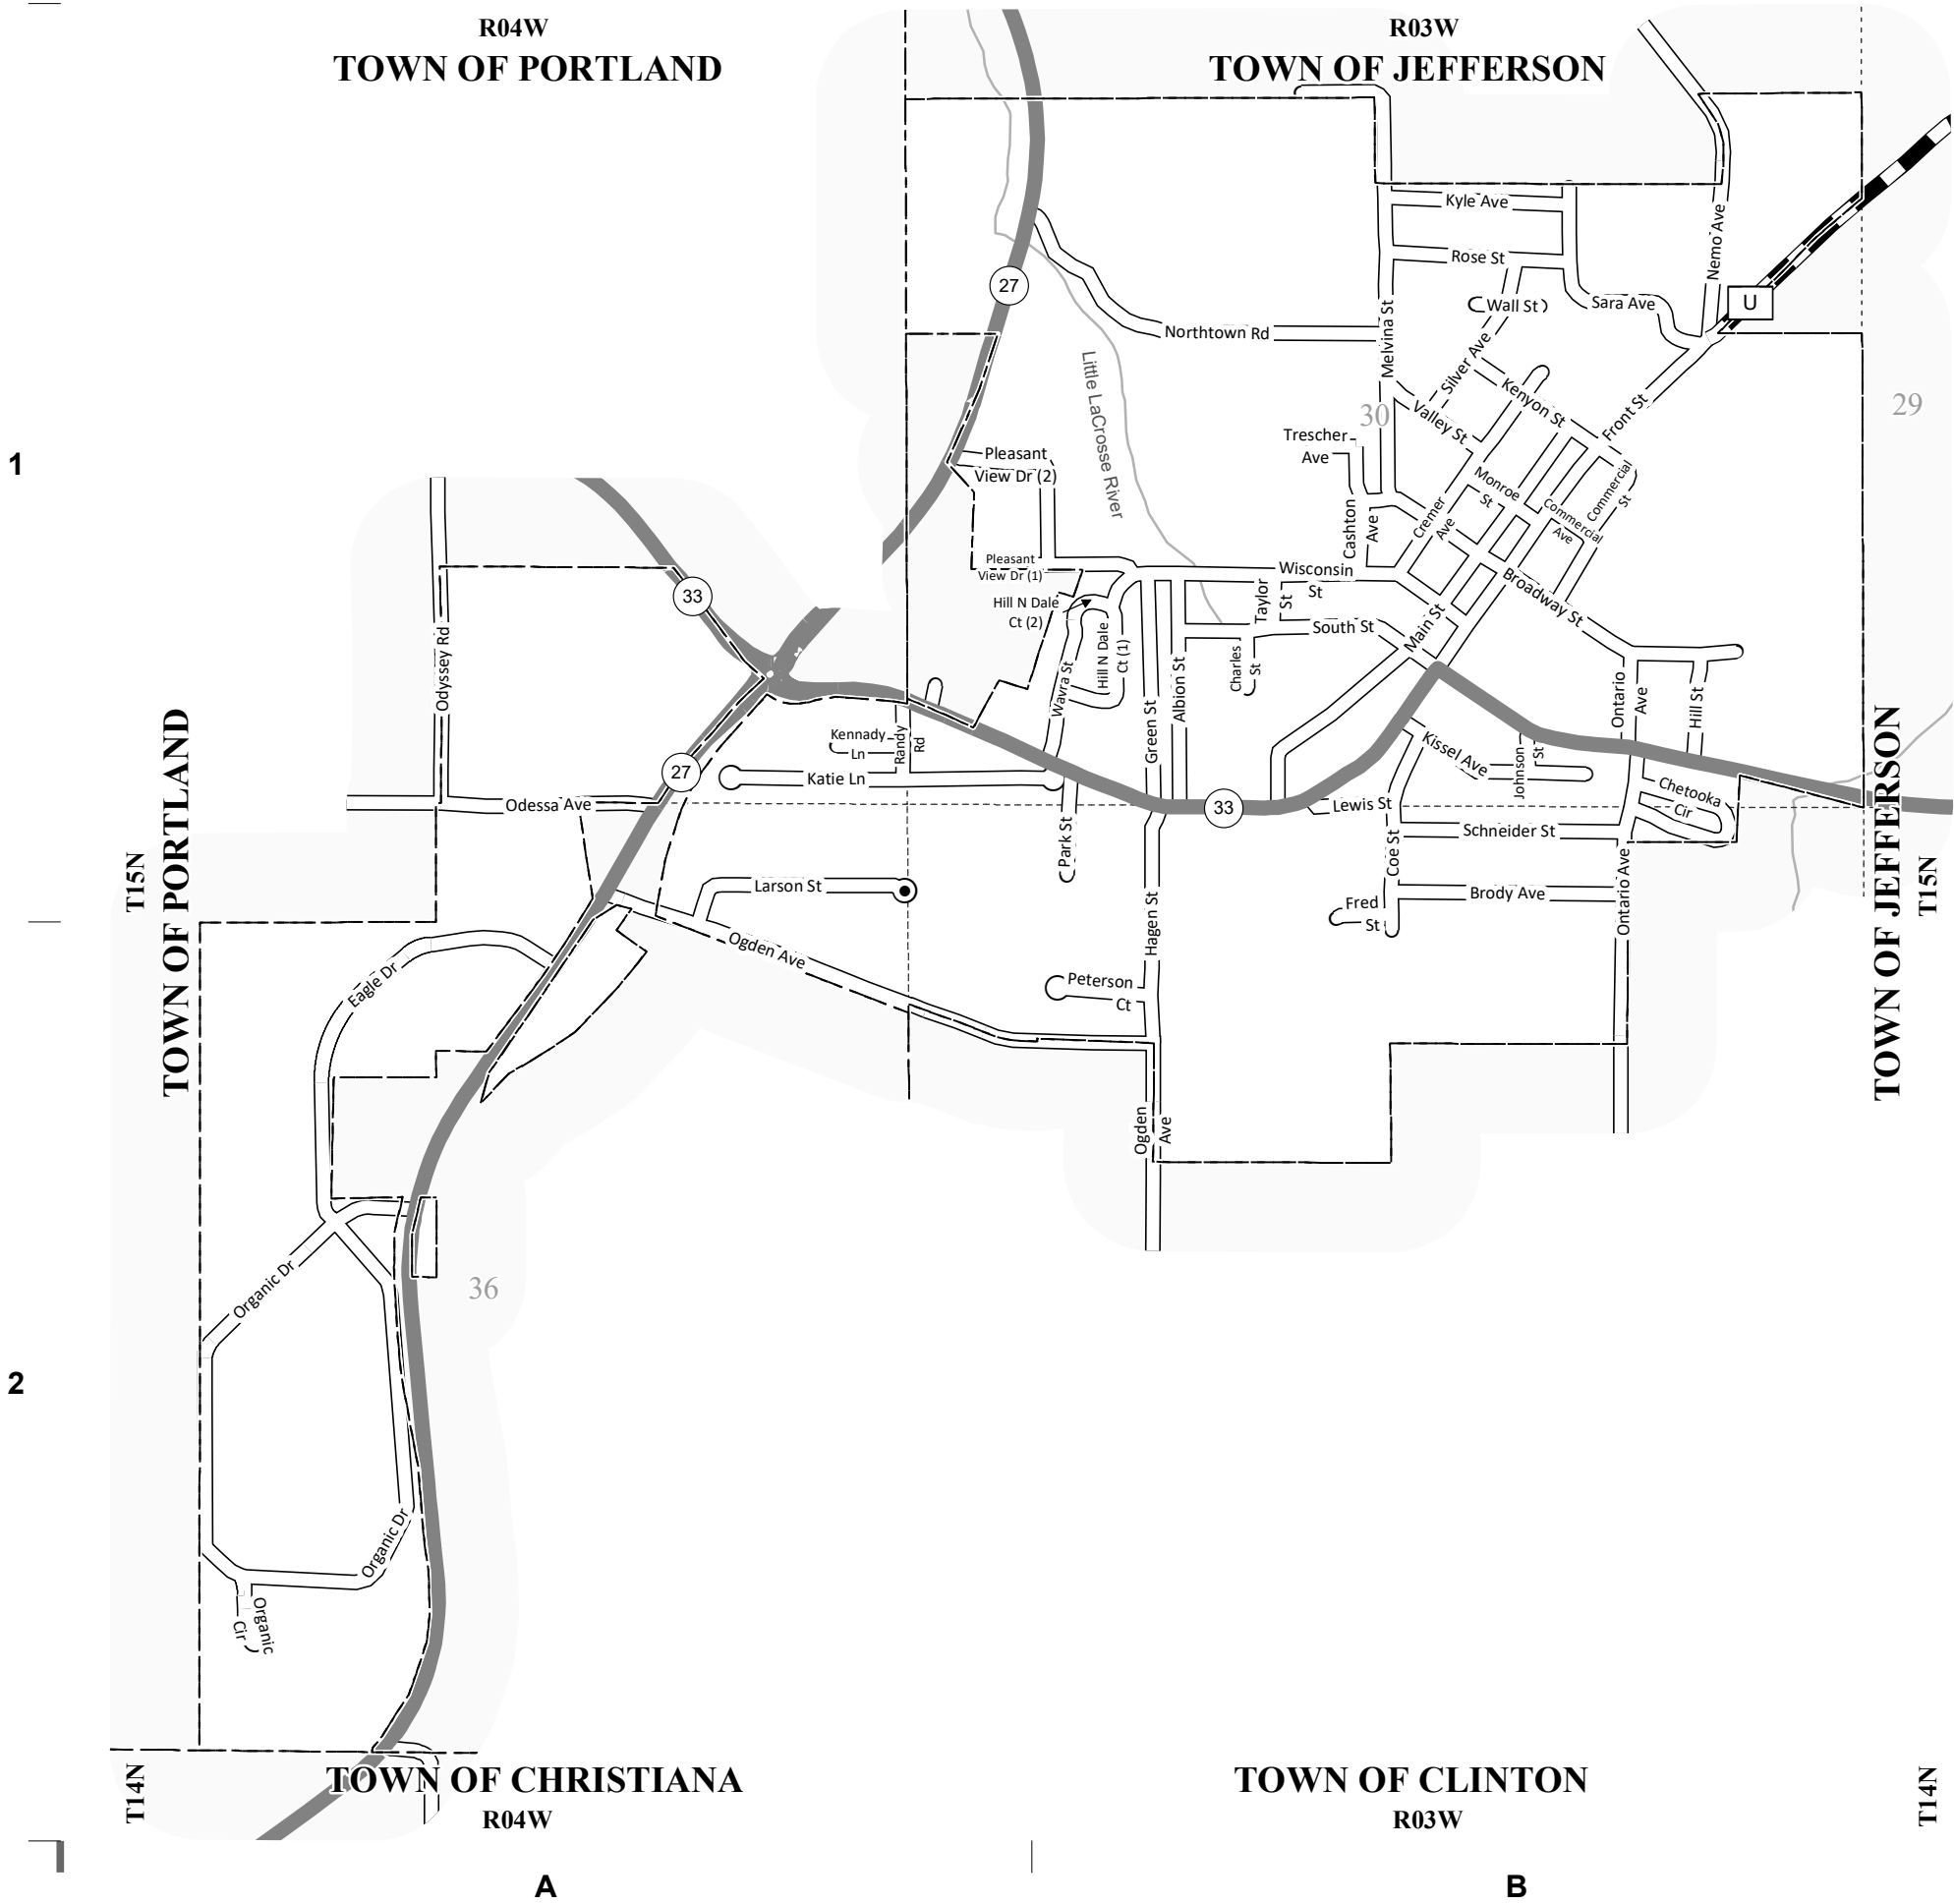 R04W
TOWN OF PORTLAND
R03W
TOWN OF JEFFERSON
Kyle Ave
Rose St
Nemo Ave
27
Wall St
Sara Ave
U
Northtown Rd
Melvina St
Little LaCrosse River
Silver Ave
Kenyon St
Valley St
30
Front St
29
Trescher
Ave
1
Pleasant
View Dr (2)
Monroe
St
Commercial
St
Commercial
Ave
Cremer
Ave
Cashton
Ave
Pleasant
View Dr (1)
Wisconsin
St
Broadway St
33
Hill N Dale
Ct (2)
Taylor
St
South St
Main St
Odyssey Rd
Hill N Dale
Ct (1)
Charles
St
Wavra St
Green St
Albion St
Ontario
Ave
Hill St
Kennady
Ln
Randy
Rd
Kissel Ave
Johnson
St
27
Katie Ln
Odessa Ave
33
Lewis St
Chetooka
Cir
Schneider St
Park St
Coe St
TOWN OF PORTLAND
T15N
TOWN OF JEFFERSON
T15N
Larson St
Brody Ave
Fred
St
Ontario Ave
Hagen St
Ogden Ave
Eagle Dr
Peterson
Ct
Ogden
Ave
Organic Dr
36
2
Organic Dr
Organic
Cir
T14N
TOWN OF CHRISTIANA
R04W
TOWN OF CLINTON
R03W
T14N
A
B